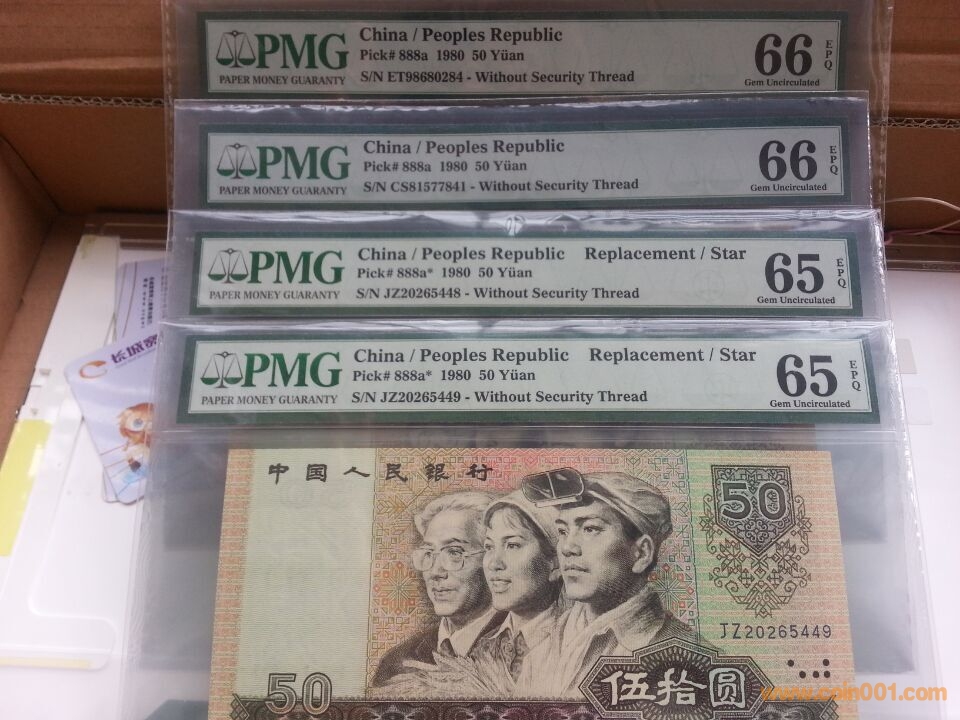 PMG
PAPER MONEY GUARANTY
China / Peoples Republic
Pick# 888a 1980 50 Yüan
S/N ET98680284 - Without Security Thread
66 EPQ
Gem Uncirculated
PMG
PAPER MONEY GUARANTY
China / Peoples Republic
Pick# 888a 1980 50 Yüan
S/N CS81577841 - Without Security Thread
66 EPQ
Gem Uncirculated
PMG
PAPER MONEY GUARANTY
China / Peoples Republic Replacement / Star
Pick# 888a* 1980 50 Yüan
S/N JZ20265448 - Without Security Thread
65 EPQ
Gem Uncirculated
PMG
PAPER MONEY GUARANTY
China / Peoples Republic Replacement / Star
Pick# 888a* 1980 50 Yüan
S/N JZ20265449 - Without Security Thread
65 EPQ
Gem Uncirculated
长城
中国人民银行
50
JZ20265449
50
伍拾圆
www.coin001.com